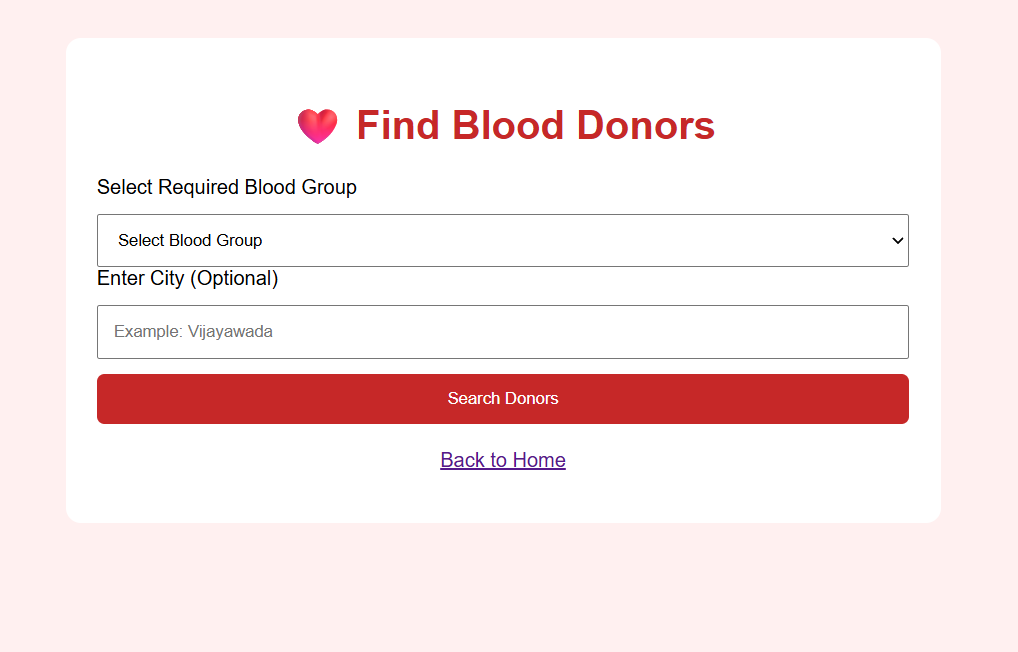 Find Blood Donors
Select Required Blood Group
Select Blood Group
Enter City (Optional)
Example: Vijayawada
Search Donors
Back to Home